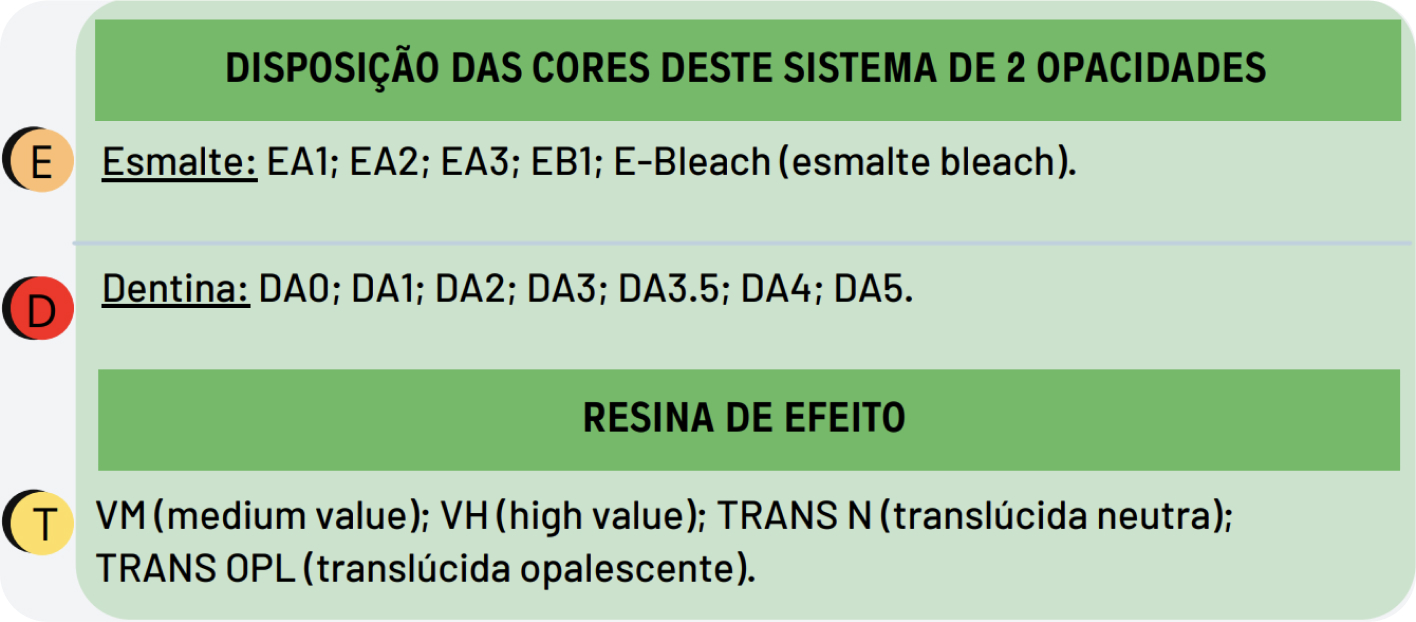 DISPOSIÇÃO DAS CORES DESTE SISTEMA DE 2 OPACIDADES
E
Esmalte: EA1; EA2; EA3; EB1; E-Bleach (esmalte bleach).
D
Dentina: DA0; DA1; DA2; DA3; DA3.5; DA4; DA5.
RESINA DE EFEITO
T
VM (medium value); VH (high value); TRANS N (translúcida neutra);
TRANS OPL (translúcida opalescente).